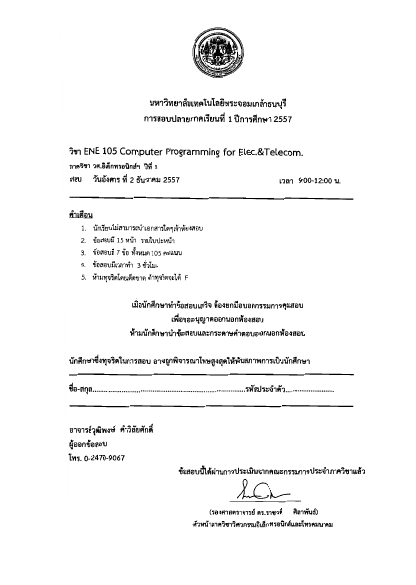 มหาวิทยาลัยเทคโนโลยีพระจอมเกล้าธนบุรี
การสอบปลายภาคเรียนที่ 1 ปีการศึกษา 2557
วิชา ENE 105 Computer Programming for Elec.&Telecom.
ภาควิชา วศ.อิเล็กทรอนิกส์ฯ ปีที่ 1
สอบ วันอังคาร ที่ 2 ธันวาคม 2557 เวลา 9:00-12:00 น.
คำเตือน
1. นักเรียนไม่สามารถนำเอกสารใดๆเข้าห้องสอบ
2. ข้อสอบมี 15 หน้า รวมใบปะหน้า
3. ข้อสอบมี 7 ข้อ ทั้งหมด 105 คะแนน
4. ข้อสอบมีเวลาทำ 3 ชั่วโมง
5. ห้ามทุจริตโดยเด็ดขาด ถ้าทุจริตจะได้ F
เมื่อนักศึกษาทำข้อสอบเสร็จ ต้องยกมือบอกกรรมการคุมสอบ
เพื่อขออนุญาตออกนอกห้องสอบ
ห้ามนักศึกษานำข้อสอบและกระดาษคำตอบออกนอกห้องสอบ
นักศึกษาซึ่งทุจริตในการสอบ อาจถูกพิจารณาโทษสูงสุดให้พ้นสภาพการเป็นนักศึกษา
ชื่อ-สกุล............................................................รหัสประจำตัว....................
อาจารย์วุฒิพงษ์ คำวิลัยศักดิ์
ผู้ออกข้อสอบ
โทร. 0-2470-9067
ข้อสอบนี้ได้ผ่านการประเมินจากคณะกรรมการประจำภาควิชาแล้ว
(รองศาสตราจารย์ ดร.ราชวดี ศิลาพันธ์)
หัวหน้าภาควิชาวิศวกรรมอิเล็กทรอนิกส์และโทรคมนาคม